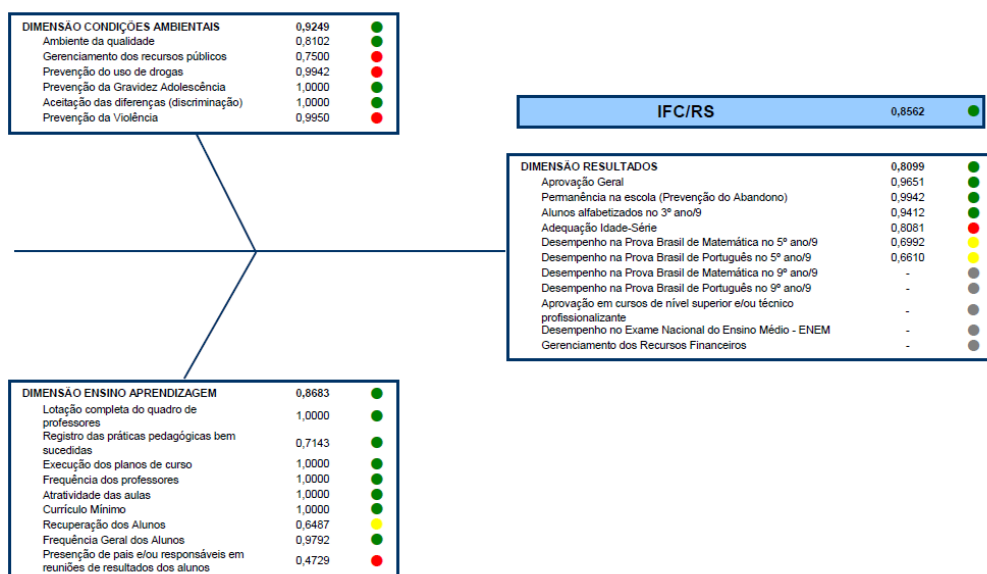 DIMENSÃO CONDIÇÕES AMBIENTAIS 0,9249
Ambiente da qualidade 0,8102
Gerenciamento dos recursos públicos 0,7500
Prevenção do uso de drogas 0,9942
Prevenção da Gravidez Adolescência 1,0000
Aceitação das diferenças (discriminação) 1,0000
Prevenção da Violência 0,9950
IFC/RS 0,8562
DIMENSÃO RESULTADOS 0,8099
Aprovação Geral 0,9651
Permanência na escola (Prevenção do Abandono) 0,9942
Alunos alfabetizados no 3º ano/9 0,9412
Adequação Idade-Série 0,8081
Desempenho na Prova Brasil de Matemática no 5º ano/9 0,6992
Desempenho na Prova Brasil de Português no 5º ano/9 0,6610
Desempenho na Prova Brasil de Matemática no 9º ano/9 -
Desempenho na Prova Brasil de Português no 9º ano/9 -
Aprovação em cursos de nível superior e/ou técnico
profissionalizante -
Desempenho no Exame Nacional do Ensino Médio - ENEM -
Gerenciamento dos Recursos Financeiros -
DIMENSÃO ENSINO APRENDIZAGEM 0,8683
Lotação completa do quadro de
professores 1,0000
Registro das práticas pedagógicas bem
sucedidas 0,7143
Execução dos planos de curso 1,0000
Frequência dos professores 1,0000
Atratividade das aulas 1,0000
Currículo Mínimo 1,0000
Recuperação dos Alunos 0,6487
Frequência Geral dos Alunos 0,9792
Presenção de pais e/ou responsáveis em
reuniões de resultados dos alunos 0,4729